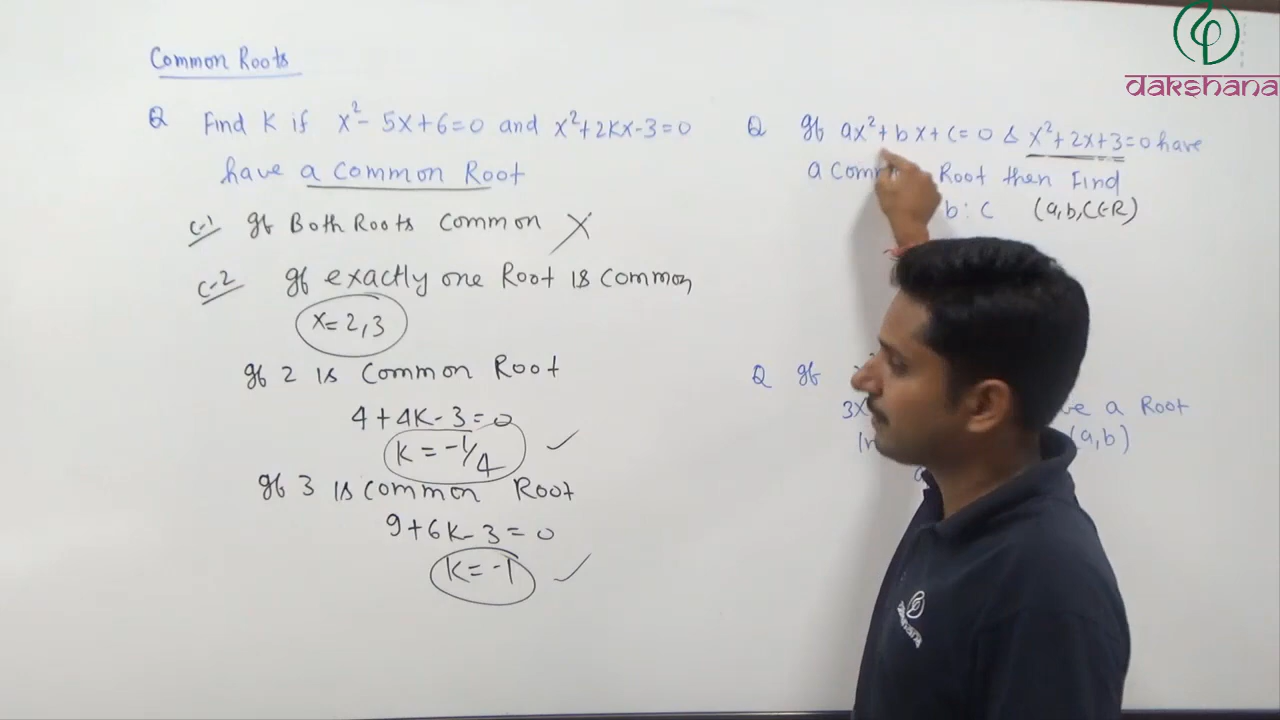 Common Roots
Q Find K if x²- 5x+6=0 and x²+2Kx-3=0
have a Common Root
C-1 If Both Roots Common X
C-2 If exactly one Root is Common
x=2,3
If 2 is Common Root
4+4K-3=0
K=-1/4 ✓
If 3 is Common Root
9+6K-3=0
K=-1 ✓
Q If ax²+bx+c=0 & x²+2x+3=0 have
a Root then Find
b:c (a,b,c∈R)
Q If
3x a Root
(a,b)
dakshana
dakshana